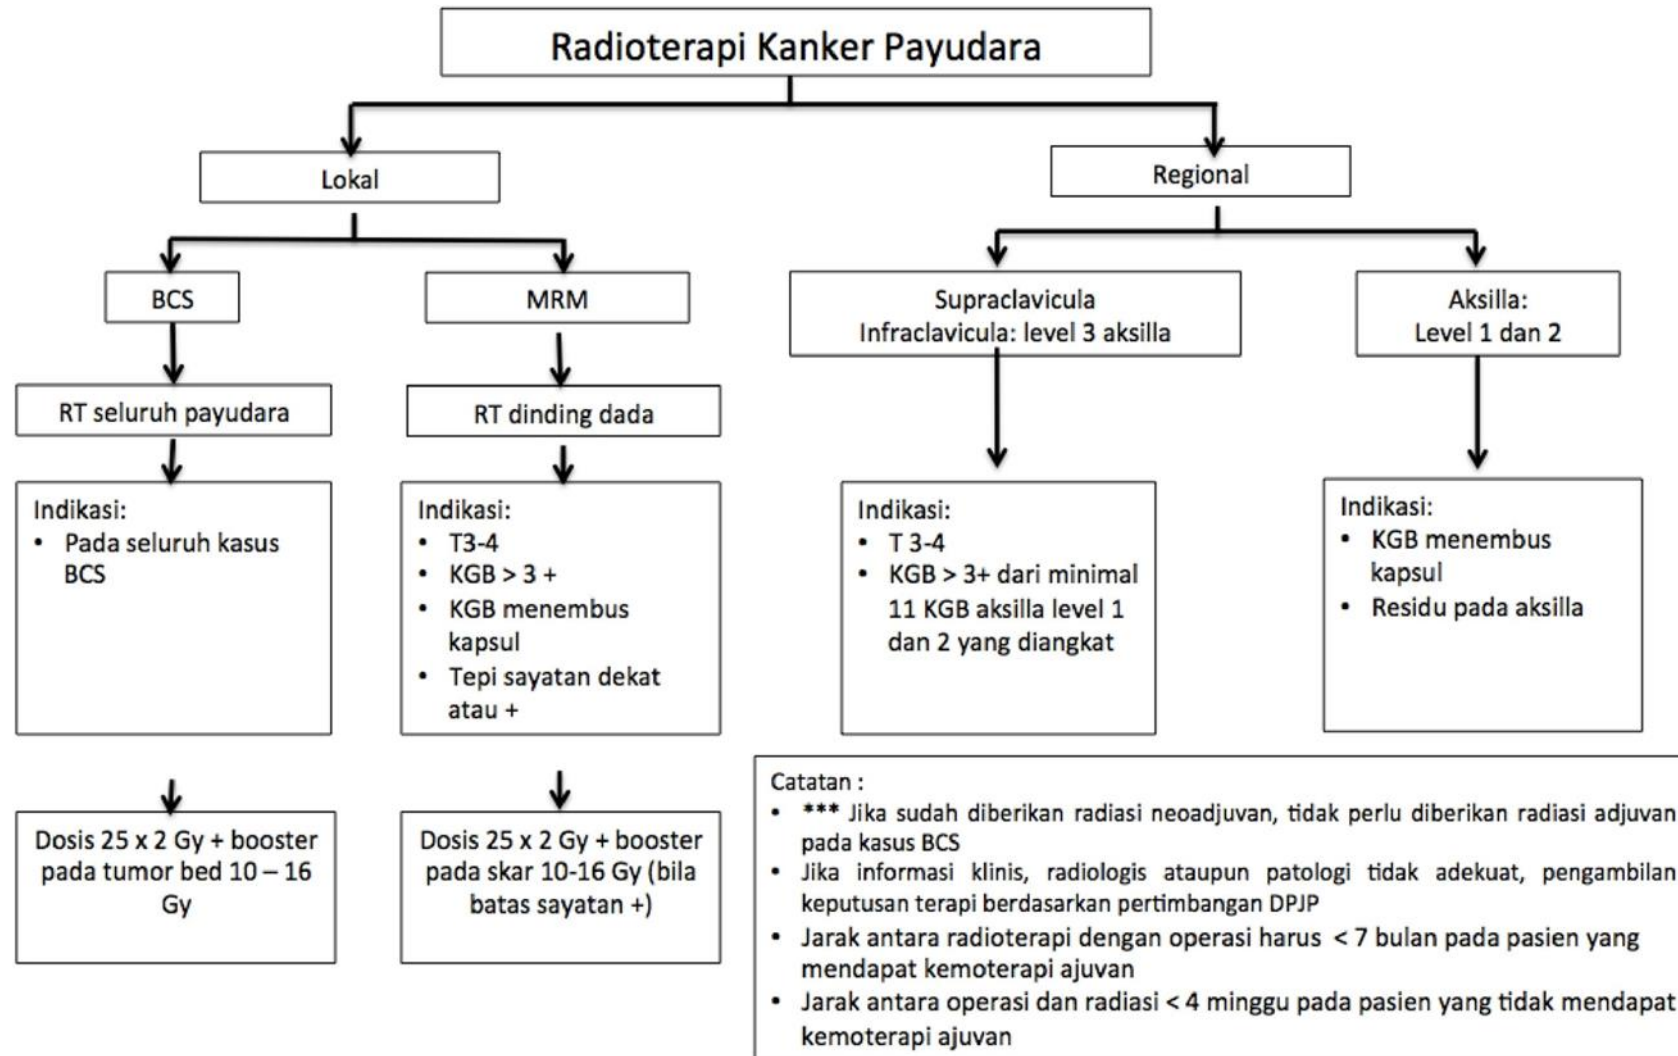 Radioterapi Kanker Payudara
Lokal
Regional
BCS
MRM
Supraclavicula
Infraclavicula: level 3 aksilla
Aksilla:
Level 1 dan 2
RT seluruh payudara
RT dinding dada
Indikasi:
• Pada seluruh kasus
BCS
Indikasi:
• T3-4
• KGB > 3 +
• KGB menembus
kapsul
• Tepi sayatan dekat
atau +
Indikasi:
• T 3-4
• KGB > 3+ dari minimal
11 KGB aksilla level 1
dan 2 yang diangkat
Indikasi:
• KGB menembus
kapsul
• Residu pada aksilla
Dosis 25 x 2 Gy + booster
pada tumor bed 10 – 16
Gy
Dosis 25 x 2 Gy + booster
pada skar 10-16 Gy (bila
batas sayatan +)
Catatan :
• *** Jika sudah diberikan radiasi neoadjuvan, tidak perlu diberikan radiasi adjuvan
pada kasus BCS
• Jika informasi klinis, radiologis ataupun patologi tidak adekuat, pengambilan
keputusan terapi berdasarkan pertimbangan DPJP
• Jarak antara radioterapi dengan operasi harus < 7 bulan pada pasien yang
mendapat kemoterapi ajuvan
• Jarak antara operasi dan radiasi < 4 minggu pada pasien yang tidak mendapat
kemoterapi ajuvan